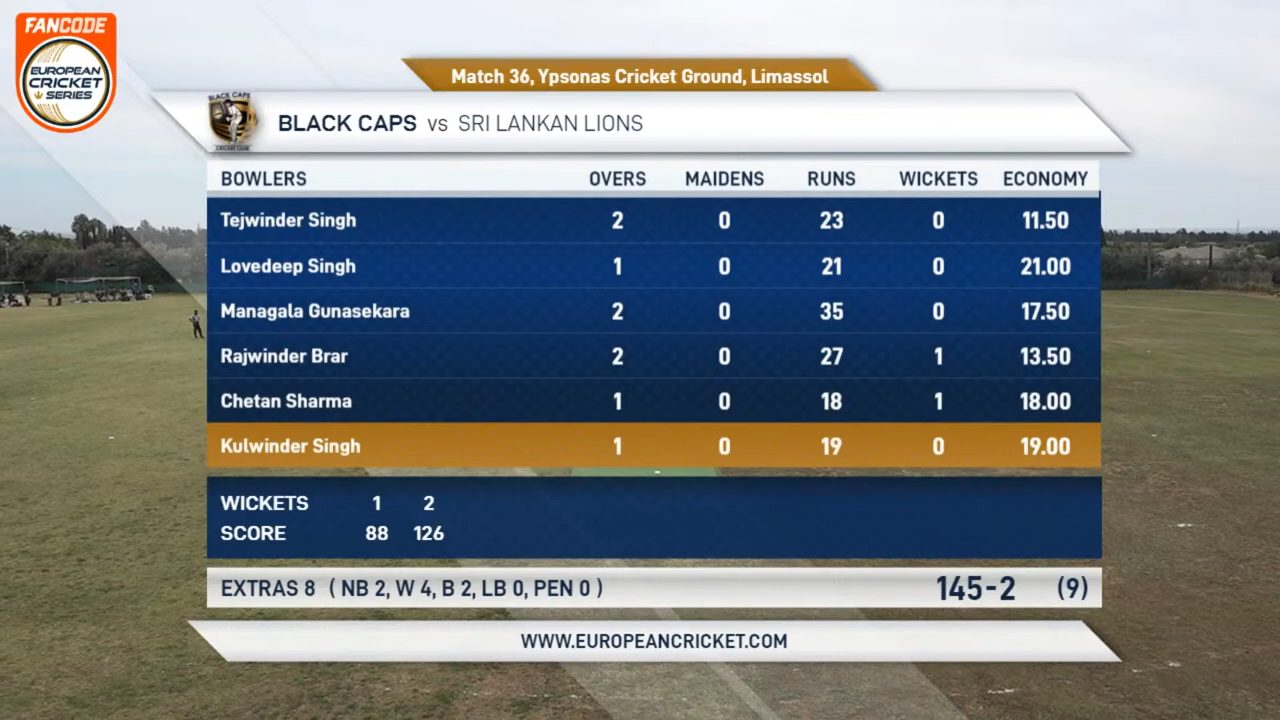 FANCODE
EUROPEAN
CRICKET
SERIES
Match 36, Ypsonas Cricket Ground, Limassol
BLACK CAPS
CRICKET CLUB
BLACK CAPS vs SRI LANKAN LIONS
BOWLERS OVERS MAIDENS RUNS WICKETS ECONOMY
Tejwinder Singh 2 0 23 0 11.50
Lovedeep Singh 1 0 21 0 21.00
Managala Gunasekara 2 0 35 0 17.50
Rajwinder Brar 2 0 27 1 13.50
Chetan Sharma 1 0 18 1 18.00
Kulwinder Singh 1 0 19 0 19.00
WICKETS 1 2
SCORE 88 126
EXTRAS 8 ( NB 2, W 4, B 2, LB 0, PEN 0 ) 145-2 (9)
WWW.EUROPEANCRICKET.COM